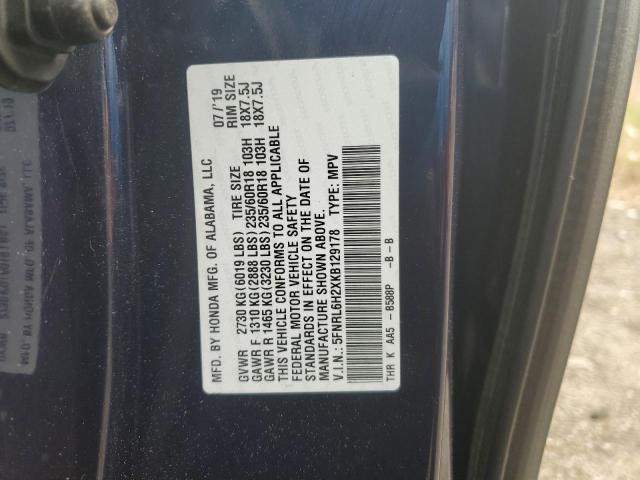 MFD. BY HONDA MFG. OF ALABAMA, LLC 07/'19
TIRE SIZE RIM SIZE
GVWR 2730 KG(6019 LBS)
GAWR F 1310 KG(2888 LBS) 235/60R18 103H 18X7.5J
GAWR R 1465 KG(3230 LBS) 235/60R18 103H 18X7.5J
THIS VEHICLE CONFORMS TO ALL APPLICABLE
FEDERAL MOTOR VEHICLE SAFETY
STANDARDS IN EFFECT ON THE DATE OF
MANUFACTURE SHOWN ABOVE.
V.I.N.: 5FNRL6H2XKB129178 TYPE: MPV
THR K AA5 - B588P -B -B